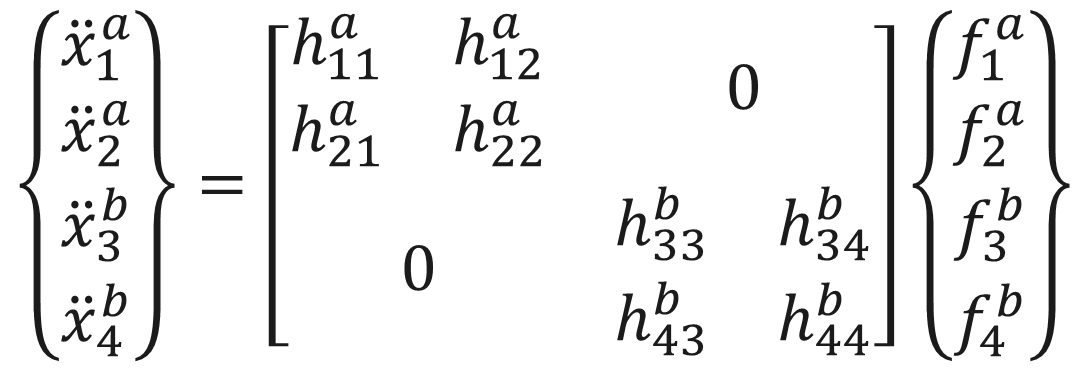 ẍ₁ᵃ h₁₁ᵃ h₁₂ᵃ f₁ᵃ
0
ẍ₂ᵃ h₂₁ᵃ h₂₂ᵃ f₂ᵃ
=
ẍ₃ᵇ h₃₃ᵇ h₃₄ᵇ f₃ᵇ
0
ẍ₄ᵇ h₄₃ᵇ h₄₄ᵇ f₄ᵇ